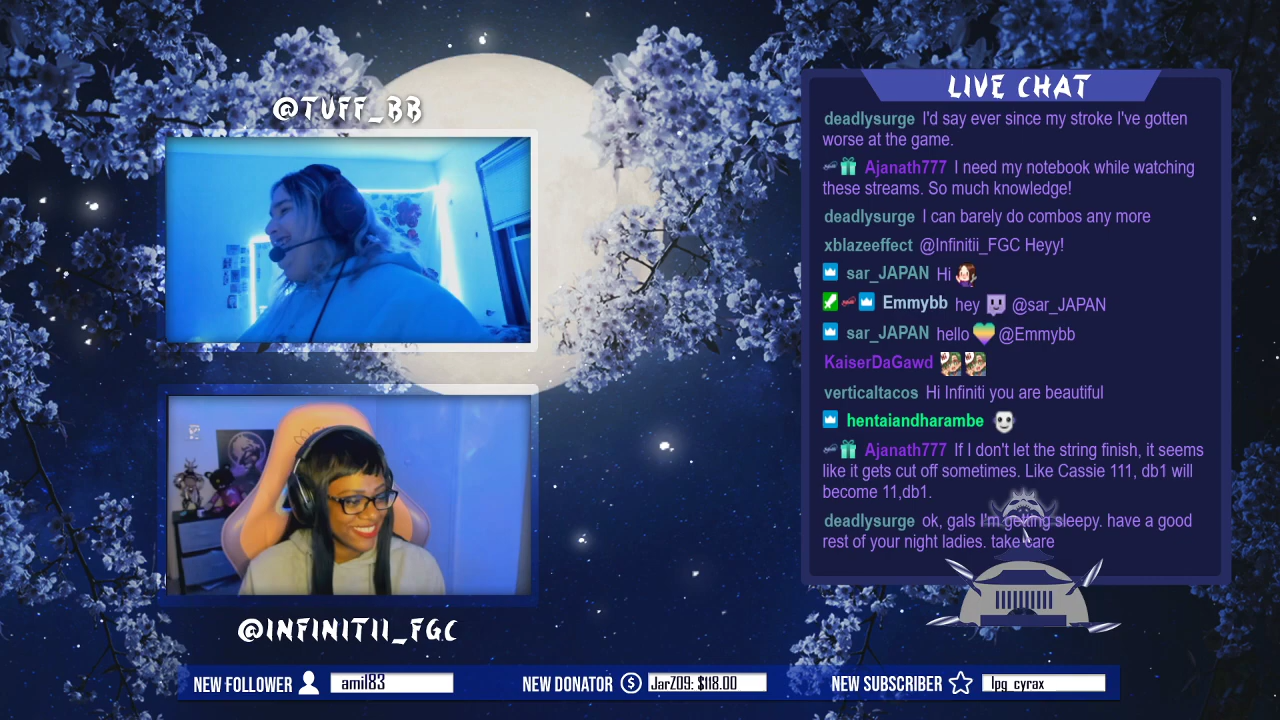 @TUFF_BB
@INFINITII_FGC
LIVE CHAT
deadlysurge I'd say ever since my stroke I've gotten
worse at the game.
Ajanath777 I need my notebook while watching
these streams. So much knowledge!
deadlysurge I can barely do combos any more
xblazeeffect @Infinitii_FGC Heyy!
sar_JAPAN Hi
Emmybb hey @sar_JAPAN
sar_JAPAN hello @Emmybb
KaiserDaGawd
verticaltacos Hi Infiniti you are beautiful
hentaiandharambe
Ajanath777 If I don't let the string finish, it seems
like it gets cut off sometimes. Like Cassie 111, db1 will
become 11,db1.
deadlysurge ok, gals I'm getting sleepy. have a good
rest of your night ladies. take care
NEW FOLLOWER amil83
NEW DONATOR $ JarZ09: $118.00
NEW SUBSCRIBER lpg_cyrax